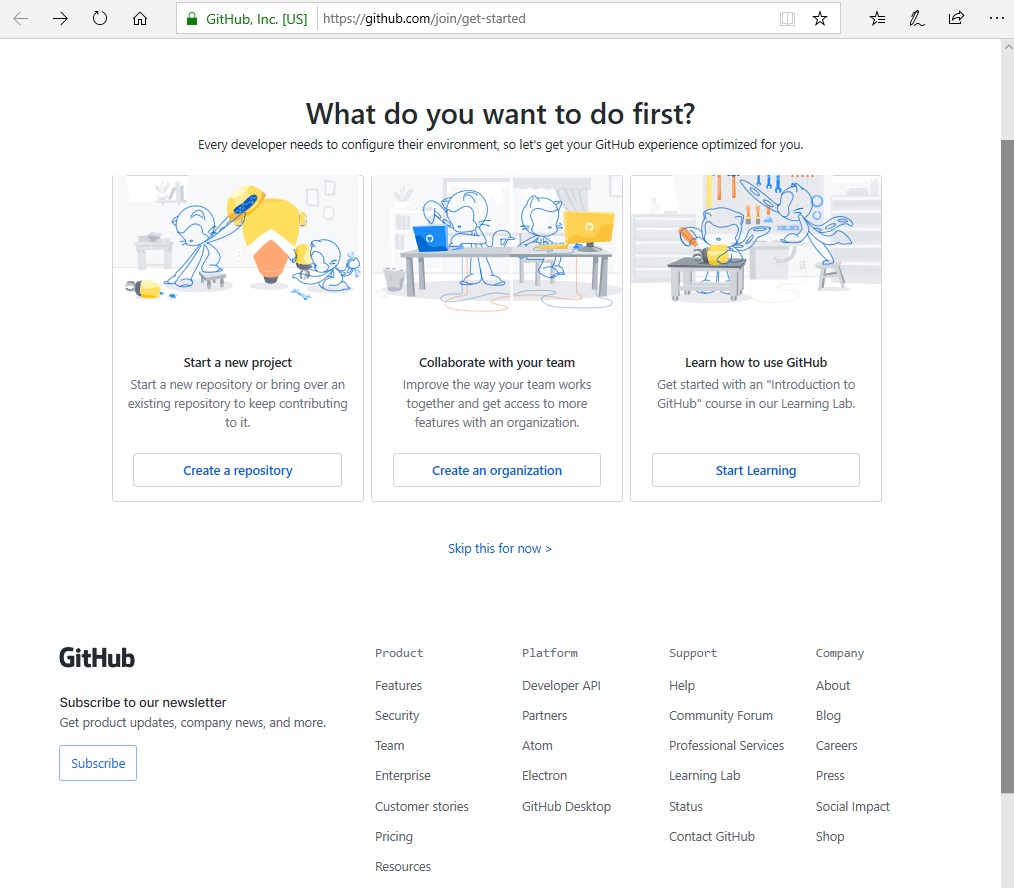 GitHub, Inc. [US] https://github.com/join/get-started
What do you want to do first?
Every developer needs to configure their environment, so let's get your GitHub experience optimized for you.
Start a new project
Start a new repository or bring over an
existing repository to keep contributing
to it.
Create a repository
Collaborate with your team
Improve the way your team works
together and get access to more
features with an organization.
Create an organization
Learn how to use GitHub
Get started with an "Introduction to
GitHub" course in our Learning Lab.
Start Learning
Skip this for now >
GitHub
Subscribe to our newsletter
Get product updates, company news, and more.
Subscribe
Product
Features
Security
Team
Enterprise
Customer stories
Pricing
Resources
Platform
Developer API
Partners
Atom
Electron
GitHub Desktop
Support
Help
Community Forum
Professional Services
Learning Lab
Status
Contact GitHub
Company
About
Blog
Careers
Press
Social Impact
Shop